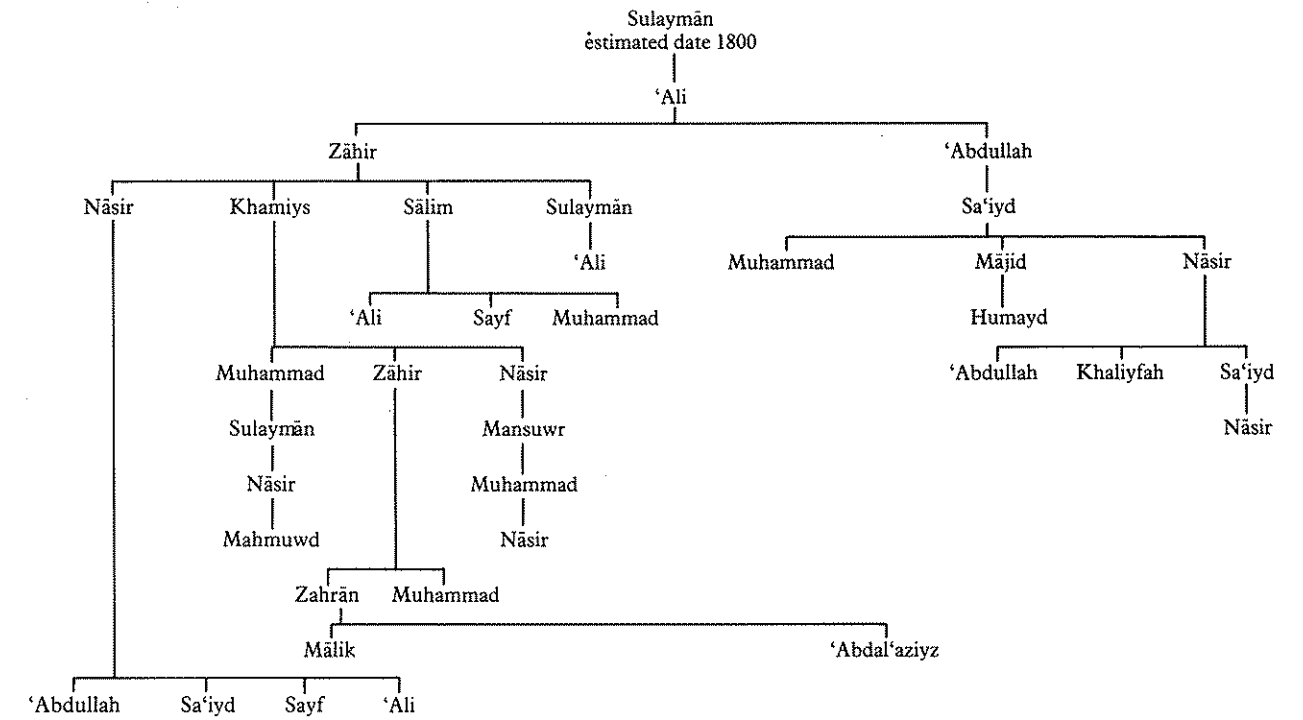 Sulaymān
estimated date 1800
‘Ali
Zāhir ‘Abdullah
Nāsir Khamiys Sālim Sulaymān Sa‘iyd
‘Ali Muhammad Mājid Nāsir
‘Ali Sayf Muhammad Humayd
Muhammad Zāhir Nāsir ‘Abdullah Khaliyfah Sa‘iyd
Sulaymān Mansuwr Nāsir
Nāsir Muhammad
Mahmuwd Nāsir
Zahrān Muhammad
Mālik ‘Abdal‘aziyz
‘Abdullah Sa‘iyd Sayf ‘Ali